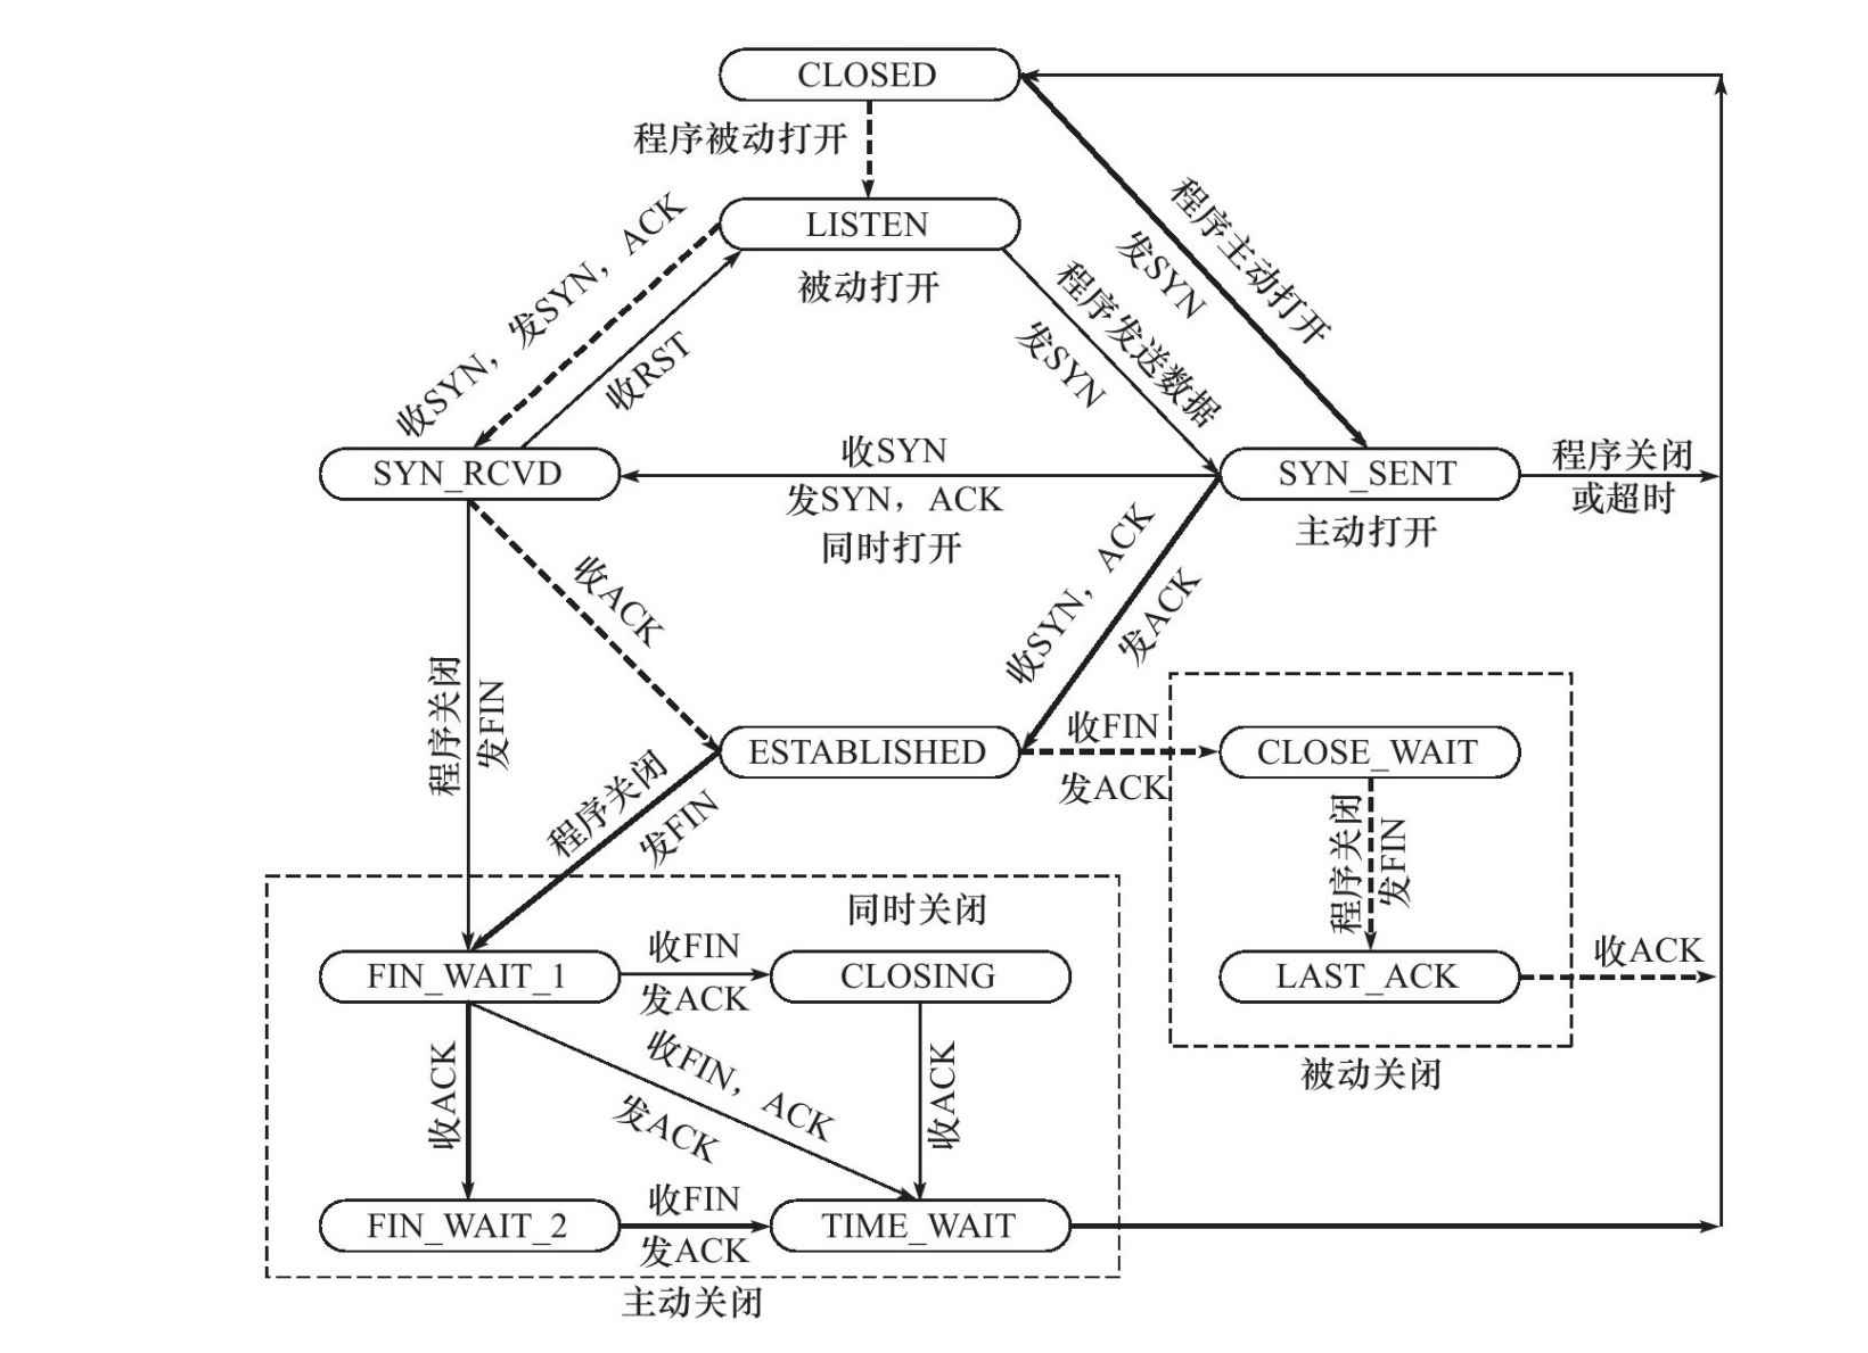 CLOSED
程序被动打开
LISTEN
被动打开
收SYN，发SYN，ACK
收RST
程序主动打开
发SYN
程序发送数据
发SYN
SYN_RCVD
收SYN
发SYN，ACK
同时打开
SYN_SENT
主动打开
程序关闭
或超时
收ACK
收SYN，ACK
发ACK
程序关闭
发FIN
ESTABLISHED
收FIN
发ACK
CLOSE_WAIT
程序关闭
发FIN
程序关闭
发FIN
同时关闭
FIN_WAIT_1
收FIN
发ACK
CLOSING
LAST_ACK
收ACK
被动关闭
收ACK
收FIN，ACK
发ACK
收ACK
FIN_WAIT_2
收FIN
发ACK
TIME_WAIT
主动关闭